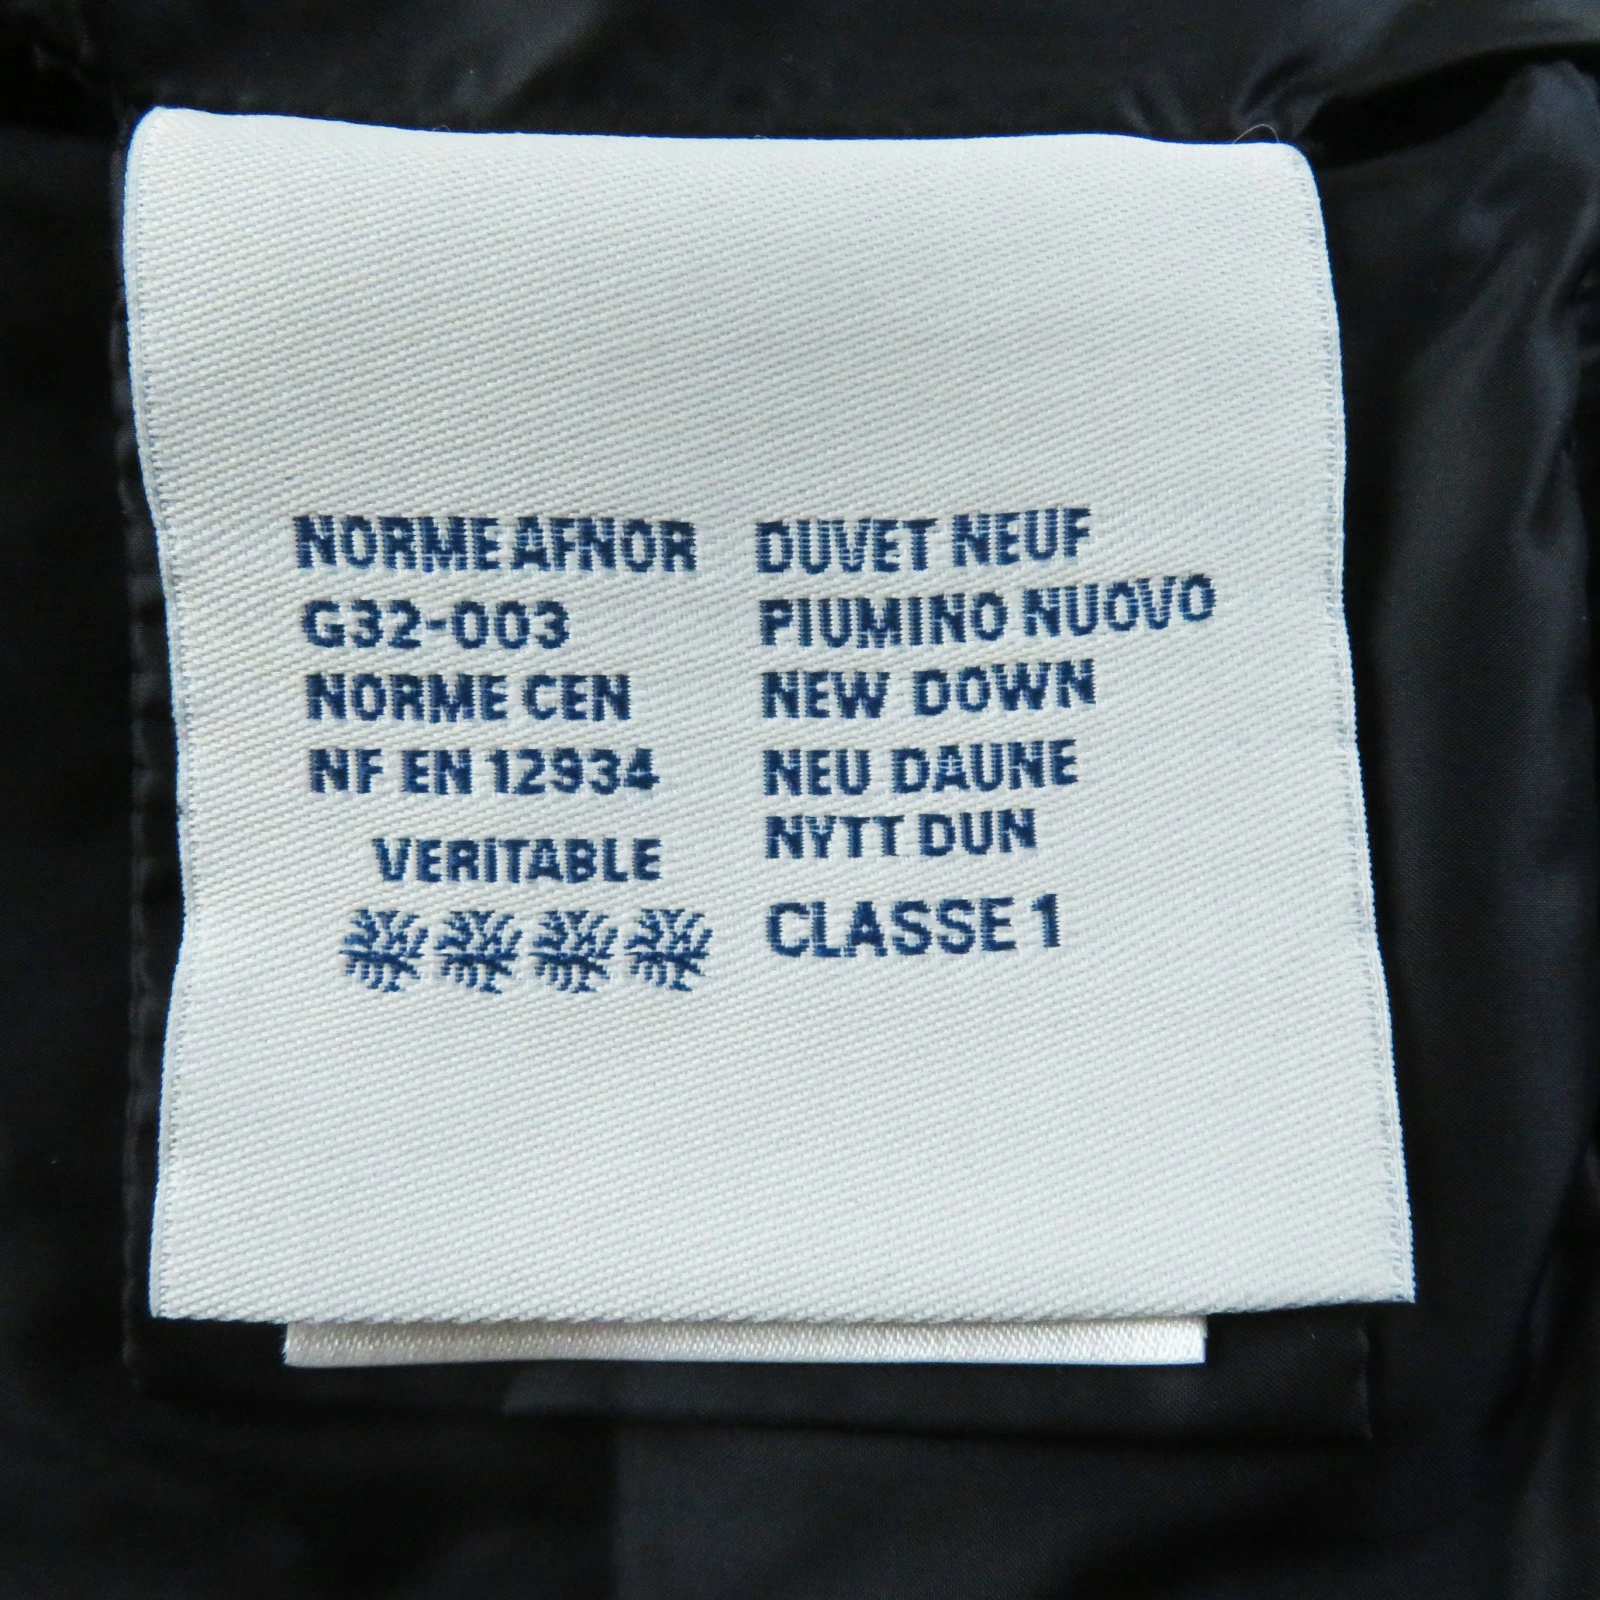 NORME AFNOR
G32-003
NORME CEN
NF EN 12934
VERITABLE
DUVET NEUF
PIUMINO NUOVO
NEW DOWN
NEU DAUNE
NYTT DUN
CLASSE 1